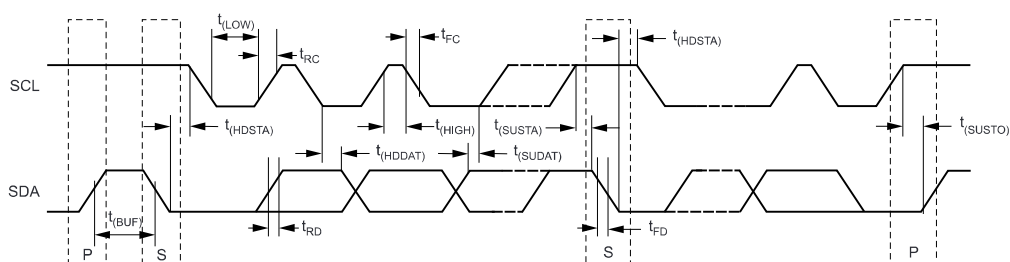 t(LOW)
tRC
tFC
t(HDSTA)
SCL
t(HDSTA)
t(HDDAT)
t(HIGH)
t(SUDAT)
t(SUSTA)
t(SUSTO)
SDA
t(BUF)
tRD
tFD
P
S
S
P